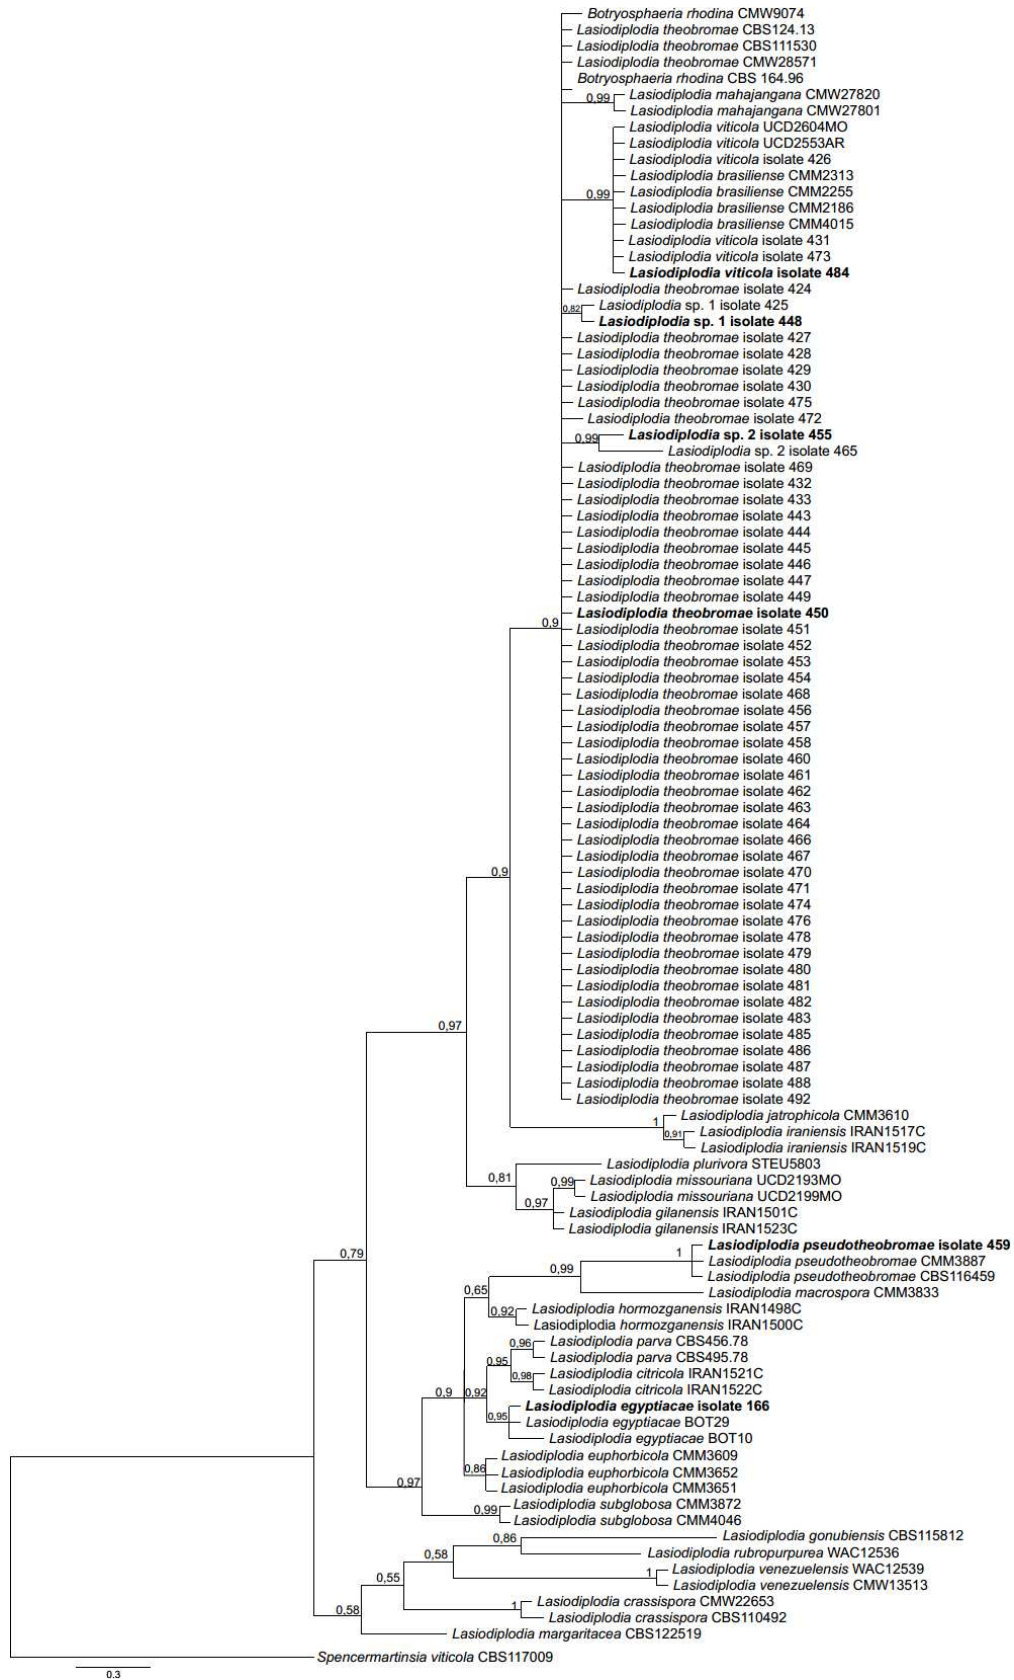 Botryosphaeria rhodina CMW9074
Lasiodiplodia theobromae CBS124.13
Lasiodiplodia theobromae CBS111530
Lasiodiplodia theobromae CMW28571
Botryosphaeria rhodina CBS 164.96
Lasiodiplodia mahajangana CMW27820
0,99
Lasiodiplodia mahajangana CMW27801
Lasiodiplodia viticola UCD2604MO
Lasiodiplodia viticola UCD2553AR
Lasiodiplodia viticola isolate 426
Lasiodiplodia brasiliense CMM2313
Lasiodiplodia brasiliense CMM2255
0,99
Lasiodiplodia brasiliense CMM2186
Lasiodiplodia brasiliense CMM4015
Lasiodiplodia viticola isolate 431
Lasiodiplodia viticola isolate 473
Lasiodiplodia viticola isolate 484
Lasiodiplodia theobromae isolate 424
Lasiodiplodia sp. 1 isolate 425
0,82
Lasiodiplodia sp. 1 isolate 448
Lasiodiplodia theobromae isolate 427
Lasiodiplodia theobromae isolate 428
Lasiodiplodia theobromae isolate 429
Lasiodiplodia theobromae isolate 430
Lasiodiplodia theobromae isolate 475
Lasiodiplodia theobromae isolate 472
Lasiodiplodia sp. 2 isolate 455
0,99
Lasiodiplodia sp. 2 isolate 465
Lasiodiplodia theobromae isolate 469
Lasiodiplodia theobromae isolate 432
Lasiodiplodia theobromae isolate 433
Lasiodiplodia theobromae isolate 443
Lasiodiplodia theobromae isolate 444
Lasiodiplodia theobromae isolate 445
Lasiodiplodia theobromae isolate 446
Lasiodiplodia theobromae isolate 447
Lasiodiplodia theobromae isolate 449
Lasiodiplodia theobromae isolate 450
0,9
Lasiodiplodia theobromae isolate 451
Lasiodiplodia theobromae isolate 452
Lasiodiplodia theobromae isolate 453
Lasiodiplodia theobromae isolate 454
Lasiodiplodia theobromae isolate 468
Lasiodiplodia theobromae isolate 456
Lasiodiplodia theobromae isolate 457
Lasiodiplodia theobromae isolate 458
Lasiodiplodia theobromae isolate 460
Lasiodiplodia theobromae isolate 461
Lasiodiplodia theobromae isolate 462
Lasiodiplodia theobromae isolate 463
Lasiodiplodia theobromae isolate 464
Lasiodiplodia theobromae isolate 466
Lasiodiplodia theobromae isolate 467
0,9
Lasiodiplodia theobromae isolate 470
Lasiodiplodia theobromae isolate 471
Lasiodiplodia theobromae isolate 474
Lasiodiplodia theobromae isolate 476
Lasiodiplodia theobromae isolate 478
Lasiodiplodia theobromae isolate 479
Lasiodiplodia theobromae isolate 480
Lasiodiplodia theobromae isolate 481
Lasiodiplodia theobromae isolate 482
Lasiodiplodia theobromae isolate 483
0,97
Lasiodiplodia theobromae isolate 485
Lasiodiplodia theobromae isolate 486
Lasiodiplodia theobromae isolate 487
Lasiodiplodia theobromae isolate 488
Lasiodiplodia theobromae isolate 492
Lasiodiplodia jatrophicola CMM3610
1
Lasiodiplodia iraniensis IRAN1517C
0,91
Lasiodiplodia iraniensis IRAN1519C
Lasiodiplodia plurivora STEU5803
0,81
Lasiodiplodia missouriana UCD2193MO
0,99
Lasiodiplodia missouriana UCD2199MO
0,97
Lasiodiplodia gilanensis IRAN1501C
Lasiodiplodia gilanensis IRAN1523C
Lasiodiplodia pseudotheobromae isolate 459
1
0,79
Lasiodiplodia pseudotheobromae CMM3887
0,99
Lasiodiplodia pseudotheobromae CBS116459
0,65
Lasiodiplodia macrospora CMM3833
Lasiodiplodia hormozganensis IRAN1498C
0,92
Lasiodiplodia hormozganensis IRAN1500C
Lasiodiplodia parva CBS456.78
0,96
Lasiodiplodia parva CBS495.78
0,95
Lasiodiplodia citricola IRAN1521C
0,98
Lasiodiplodia citricola IRAN1522C
0,9
0,92
Lasiodiplodia egyptiacae isolate 166
0,95
Lasiodiplodia egyptiacae BOT29
Lasiodiplodia egyptiacae BOT10
Lasiodiplodia euphorbicola CMM3609
0,86
Lasiodiplodia euphorbicola CMM3652
0,97
Lasiodiplodia euphorbicola CMM3651
Lasiodiplodia subglobosa CMM3872
0,99
Lasiodiplodia subglobosa CMM4046
Lasiodiplodia gonubiensis CBS115812
0,86
Lasiodiplodia rubropurpurea WAC12536
0,58
Lasiodiplodia venezuelensis WAC12539
1
0,55
Lasiodiplodia venezuelensis CMW13513
Lasiodiplodia crassispora CMW22653
1
0,58
Lasiodiplodia crassispora CBS110492
Lasiodiplodia margaritacea CBS122519
Spencermartinsia viticola CBS117009
0.3